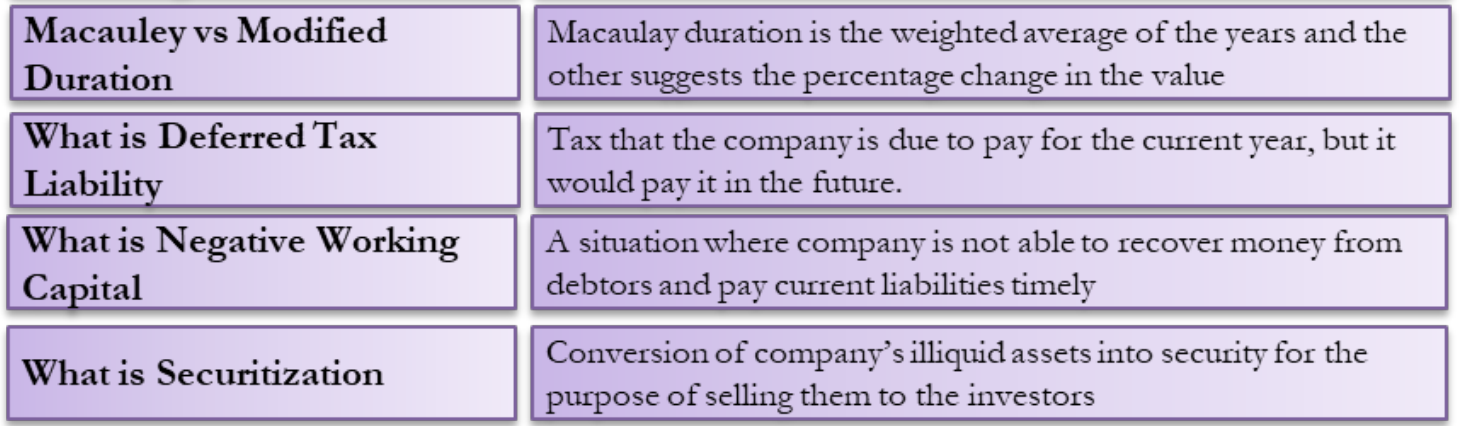 Macauley vs Modified
Duration
Macaulay duration is the weighted average of the years and the
other suggests the percentage change in the value
What is Deferred Tax
Liability
Tax that the company is due to pay for the current year, but it
would pay it in the future.
What is Negative Working
Capital
A situation where company is not able to recover money from
debtors and pay current liabilities timely
What is Securitization
Conversion of company’s illiquid assets into security for the
purpose of selling them to the investors